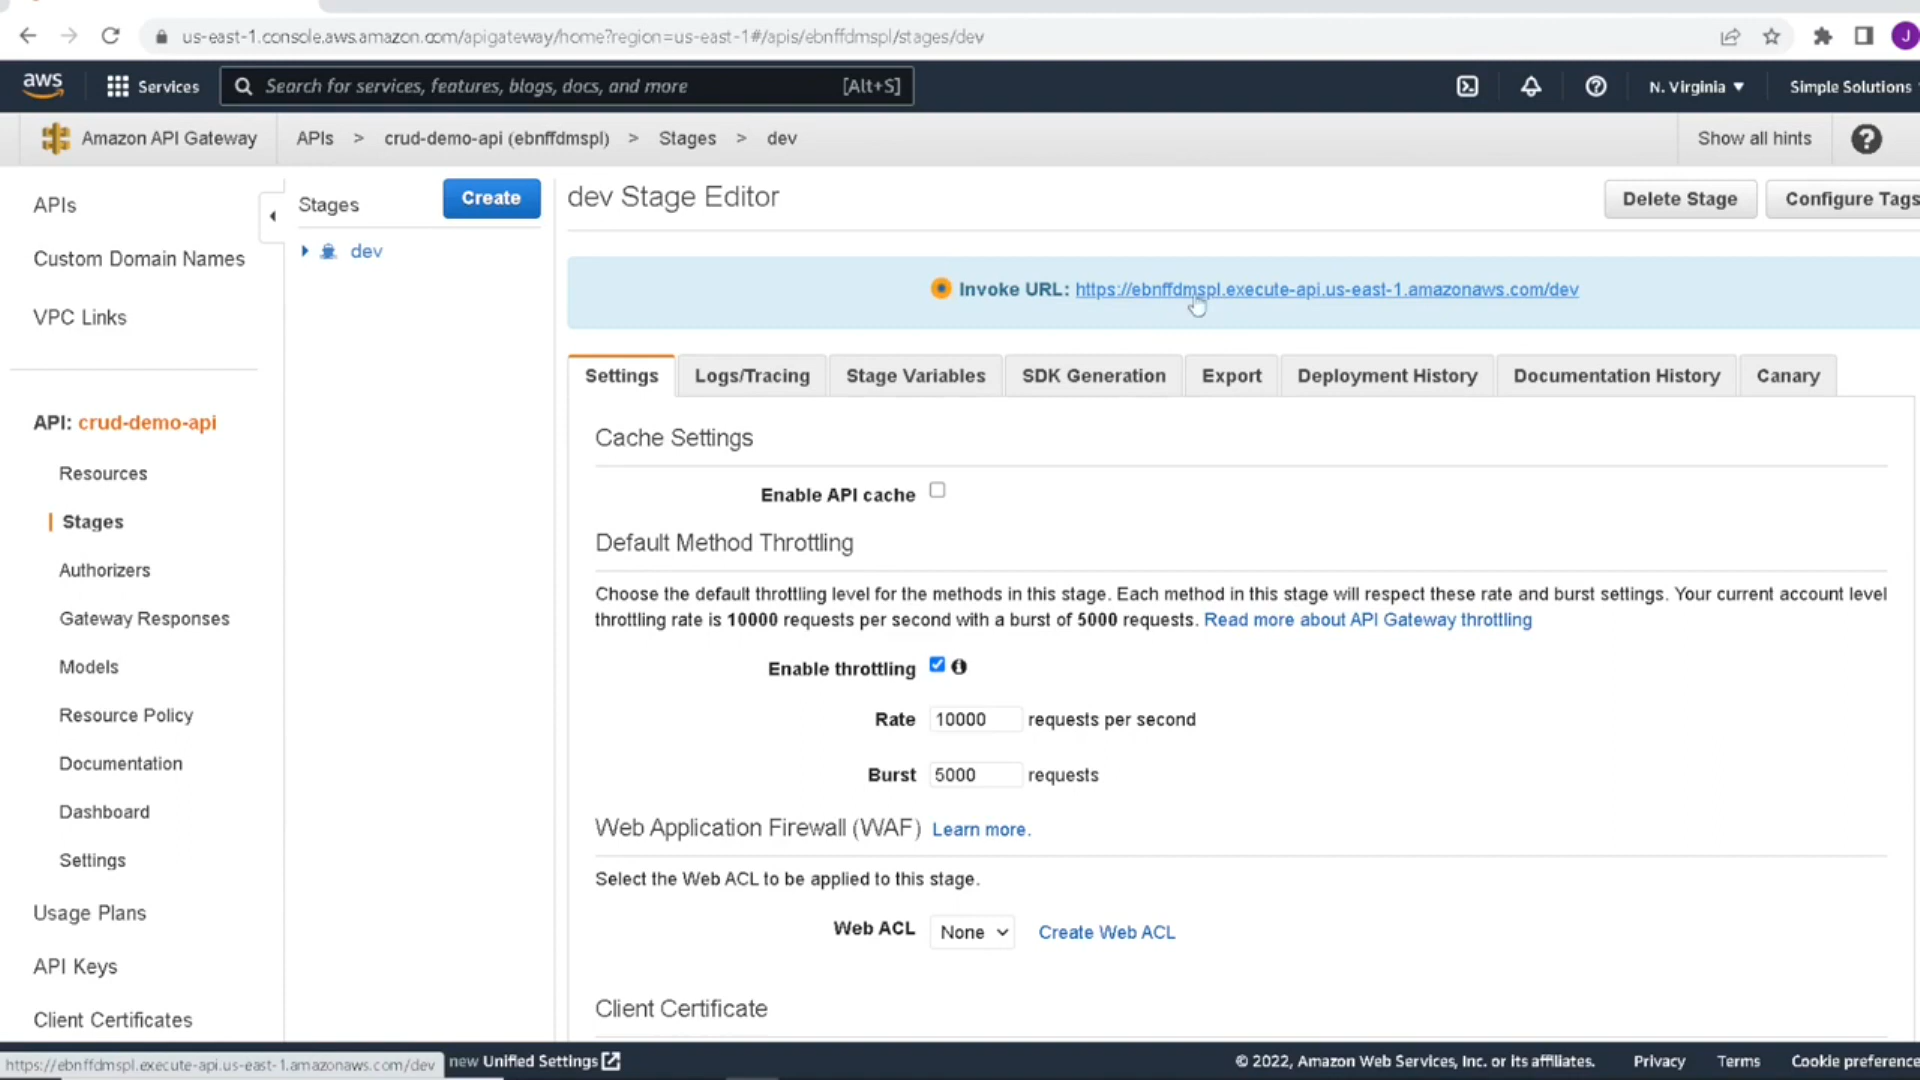 us-east-1.console.aws.amazon.com/apigateway/home?region=us-east-1#/apis/ebnffdmspl/stages/dev
J
aws
Services
Search for services, features, blogs, docs, and more
[Alt+S]
N. Virginia
Simple Solutions
Amazon API Gateway
APIs > crud-demo-api (ebnffdmspl) > Stages > dev
Show all hints
?
APIs
Custom Domain Names
VPC Links
API: crud-demo-api
Resources
Stages
Authorizers
Gateway Responses
Models
Resource Policy
Documentation
Dashboard
Settings
Usage Plans
API Keys
Client Certificates
Stages
Create
dev
dev Stage Editor
Delete Stage
Configure Tags
Invoke URL: https://ebnffdmspl.execute-api.us-east-1.amazonaws.com/dev
Settings
Logs/Tracing
Stage Variables
SDK Generation
Export
Deployment History
Documentation History
Canary
Cache Settings
Enable API cache
Default Method Throttling
Choose the default throttling level for the methods in this stage. Each method in this stage will respect these rate and burst settings. Your current account level
throttling rate is 10000 requests per second with a burst of 5000 requests. Read more about API Gateway throttling
Enable throttling
Rate 10000 requests per second
Burst 5000 requests
Web Application Firewall (WAF) Learn more.
Select the Web ACL to be applied to this stage.
Web ACL None Create Web ACL
Client Certificate
https://ebnffdmspl.execute-api.us-east-1.amazonaws.com/dev
new Unified Settings
© 2022, Amazon Web Services, Inc. or its affiliates.
Privacy
Terms
Cookie preference